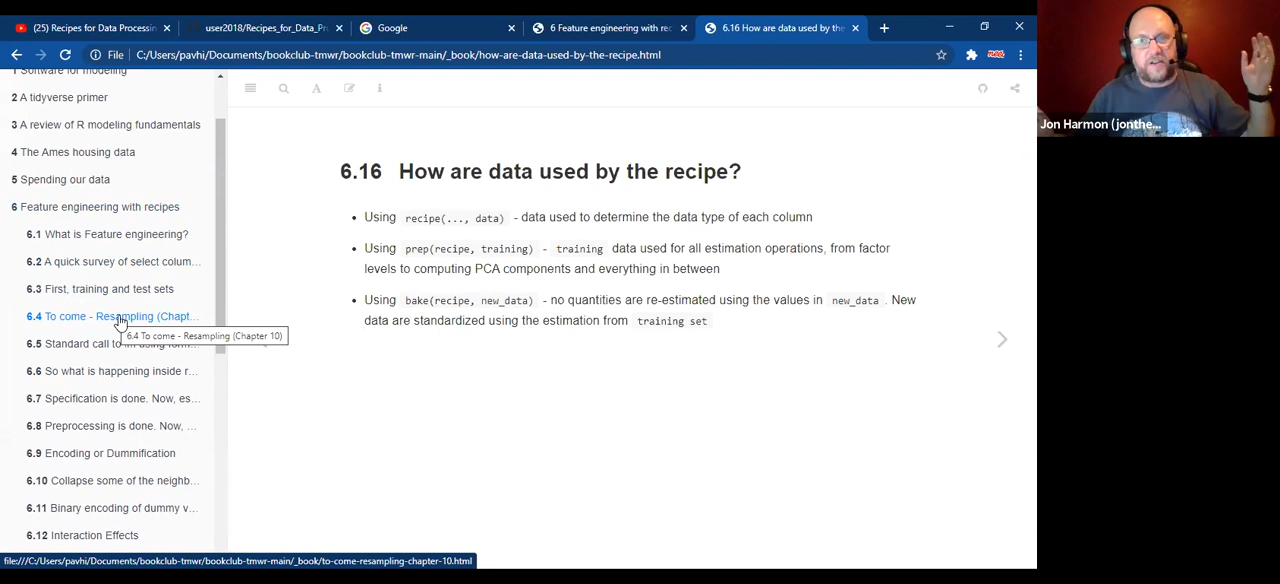 (25) Recipes for Data Processin
user2018/Recipes_for_Data_Pr
Google
6 Feature engineering with rec
6.16 How are data used by the r
File
C:/Users/pavhi/Documents/bookclub-tmwr/bookclub-tmwr-main/_book/how-are-data-used-by-the-recipe.html
1 Software for modeling
2 A tidyverse primer
3 A review of R modeling fundamentals
4 The Ames housing data
5 Spending our data
6 Feature engineering with recipes
6.1 What is Feature engineering?
6.2 A quick survey of select colum...
6.3 First, training and test sets
6.4 To come - Resampling (Chapt...
6.4 To come - Resampling (Chapter 10)
6.5 Standard call to lm using form...
6.6 So what is happening inside r...
6.7 Specification is done. Now, es...
6.8 Preprocessing is done. Now, ...
6.9 Encoding or Dummification
6.10 Collapse some of the neighb...
6.11 Binary encoding of dummy v...
6.12 Interaction Effects
file:///C:/Users/pavhi/Documents/bookclub-tmwr/bookclub-tmwr-main/_book/to-come-resampling-chapter-10.html
6.16 How are data used by the recipe?
• Using recipe(..., data) - data used to determine the data type of each column
• Using prep(recipe, training) - training data used for all estimation operations, from factor
levels to computing PCA components and everything in between
• Using bake(recipe, new_data) - no quantities are re-estimated using the values in new_data. New
data are standardized using the estimation from training set
Jon Harmon (jonthe...